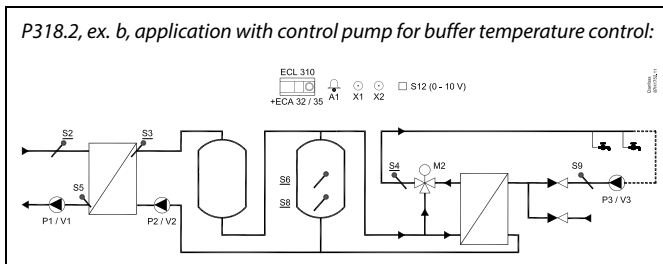 P318.2, ex. b, application with control pump for buffer temperature control:
ECL 310
+ECA 32 / 35
A1
X1
X2
S12 (0 - 10 V)
S2
S3
S4
M2
S9
S6
S8
S5
P1 / V1
P2 / V2
P3 / V3
Danfoss